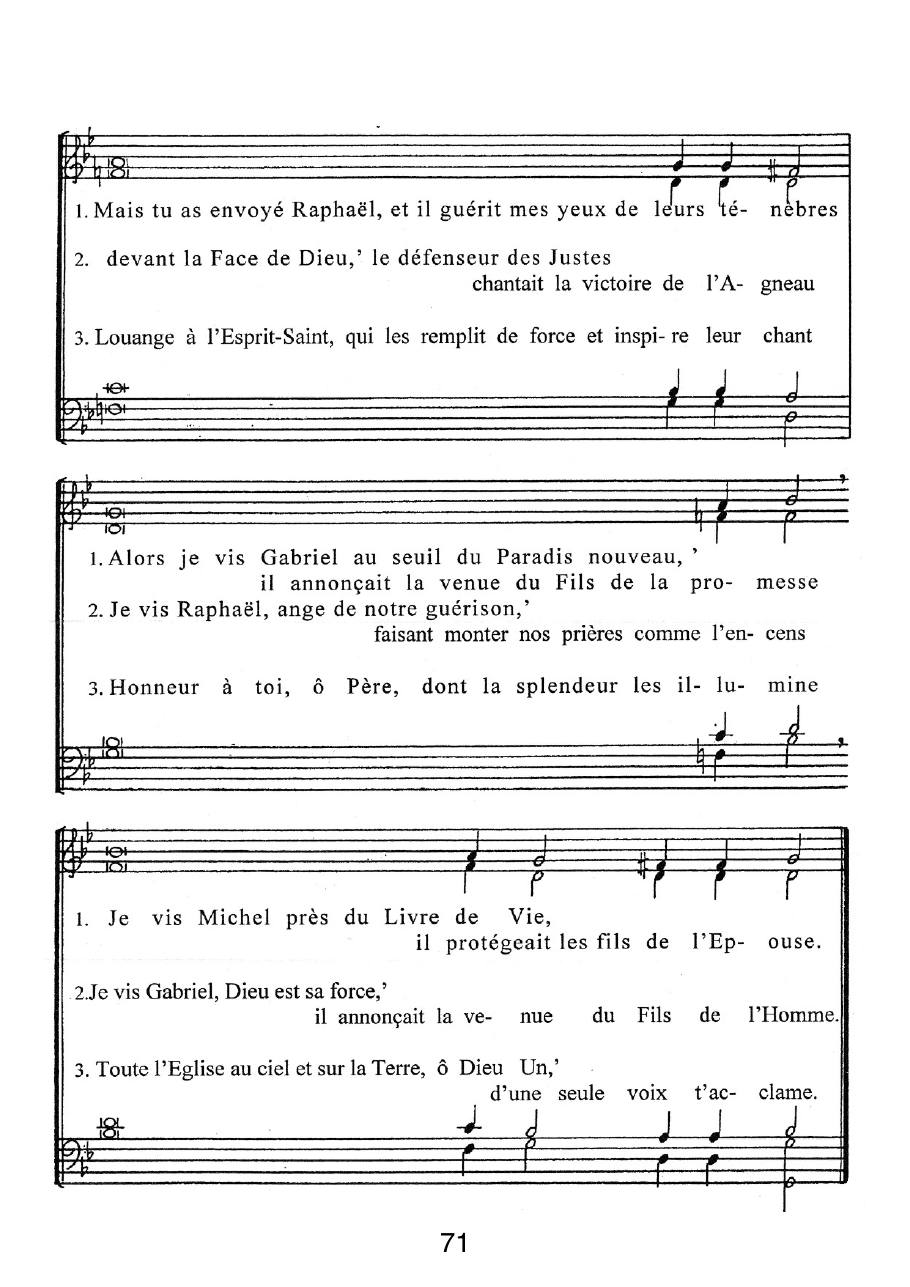 1. Mais tu as envoyé Raphaël, et il guérit mes yeux de leurs té- nèbres
2. devant la Face de Dieu,’ le défenseur des Justes
chantait la victoire de l’A- gneau
3. Louange à l’Esprit-Saint, qui les remplit de force et inspi- re leur chant
1. Alors je vis Gabriel au seuil du Paradis nouveau, ’
il annonçait la venue du Fils de la pro- messe
2. Je vis Raphaël, ange de notre guérison,’
faisant monter nos prières comme l’en- cens
3. Honneur à toi, ô Père, dont la splendeur les il- lu- mine
1. Je vis Michel près du Livre de Vie,
il protégeait les fils de l’Ep- ouse.
2.Je vis Gabriel, Dieu est sa force,’
il annonçait la ve- nue du Fils de l’Homme.
3. Toute l’Eglise au ciel et sur la Terre, ô Dieu Un,’
d’une seule voix t’ac- clame.
71